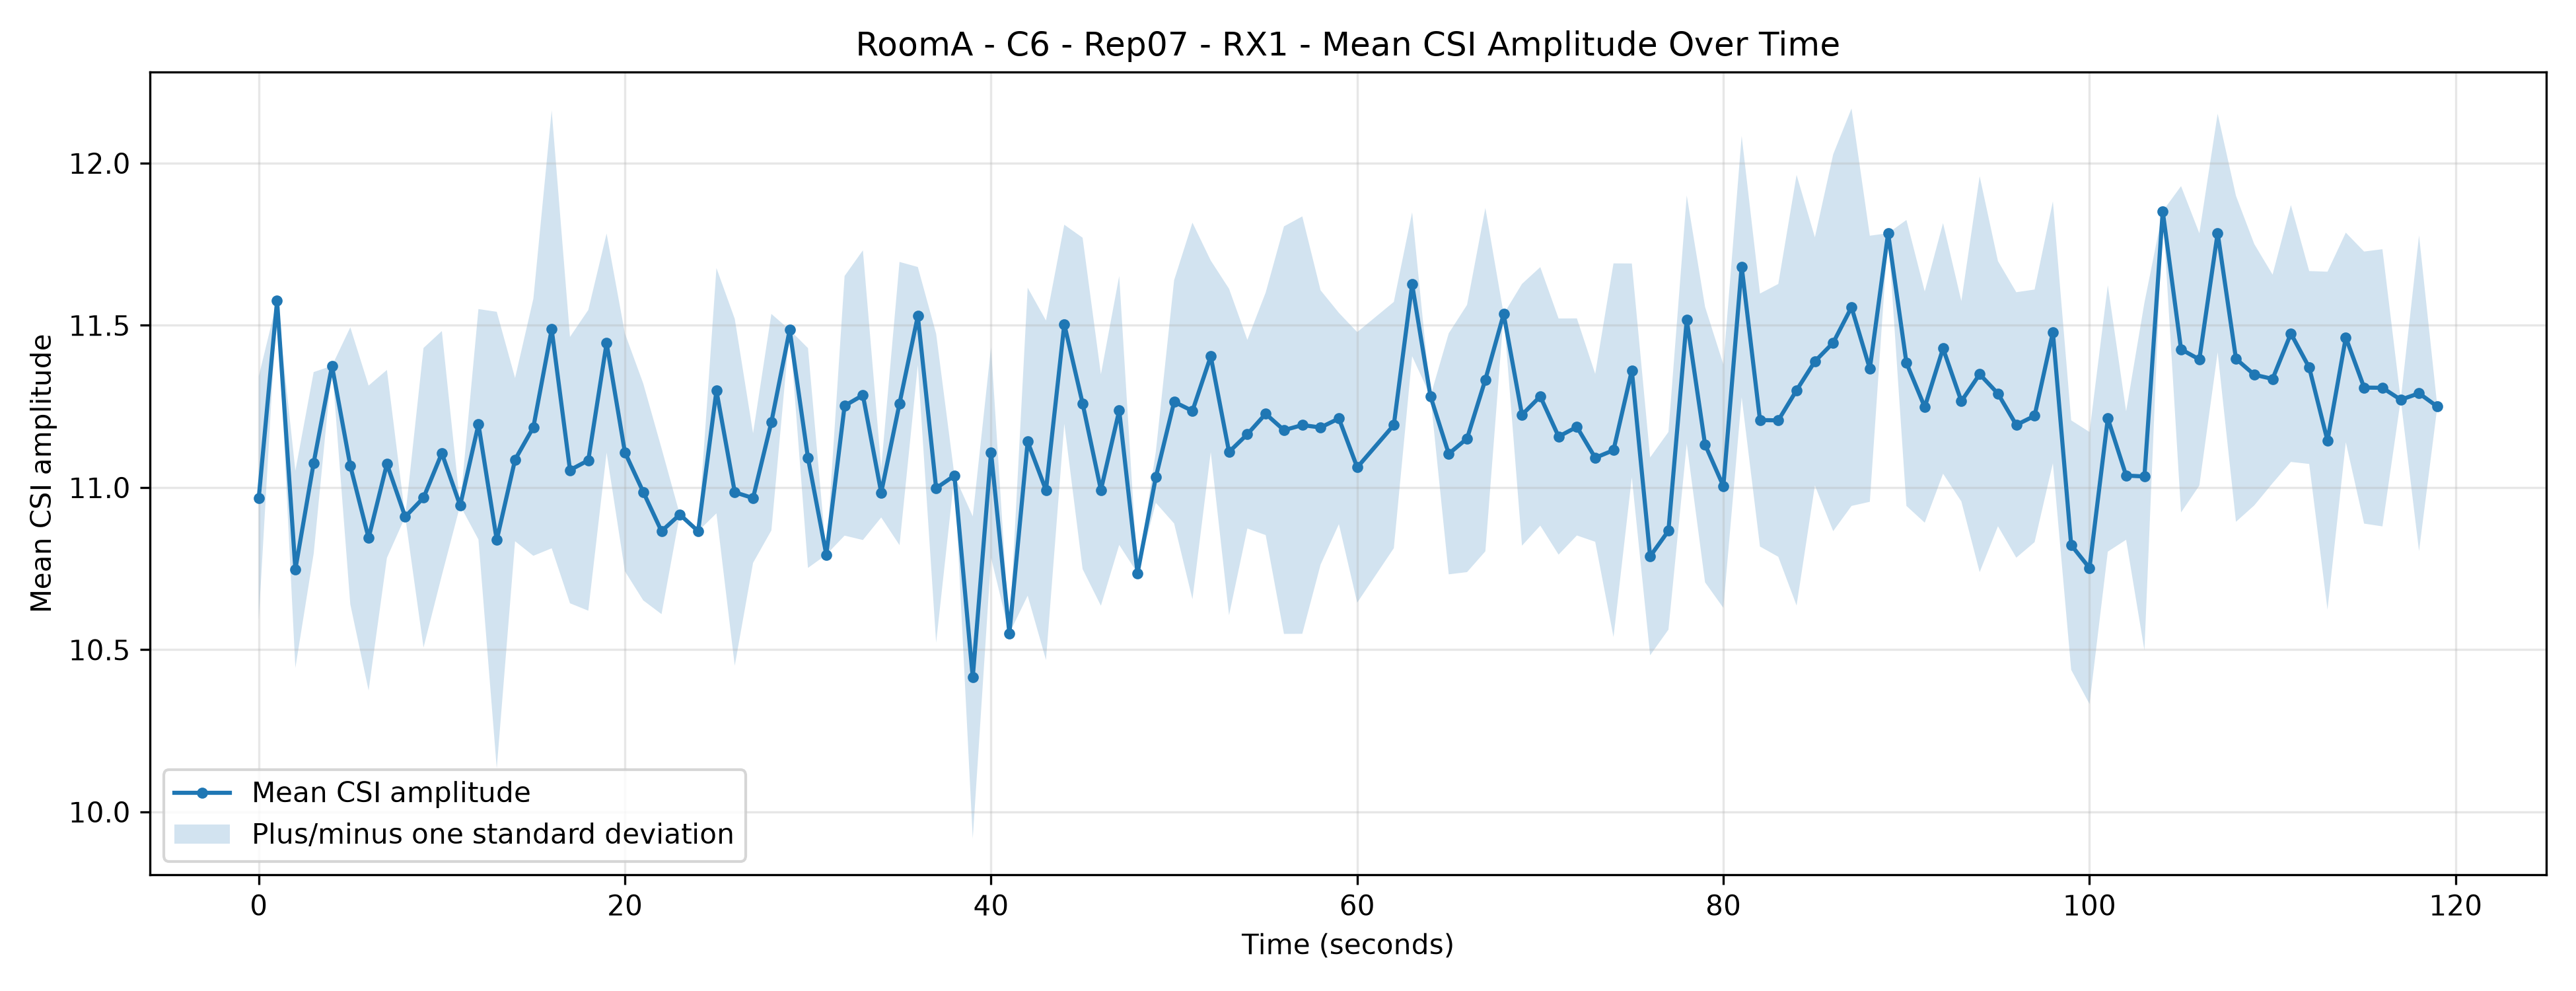 RoomA - C6 - Rep07 - RX1 - Mean CSI Amplitude Over Time
Mean CSI amplitude
12.0
11.5
11.0
10.5
10.0
Mean CSI amplitude
Plus/minus one standard deviation
0
20
40
60
80
100
120
Time (seconds)